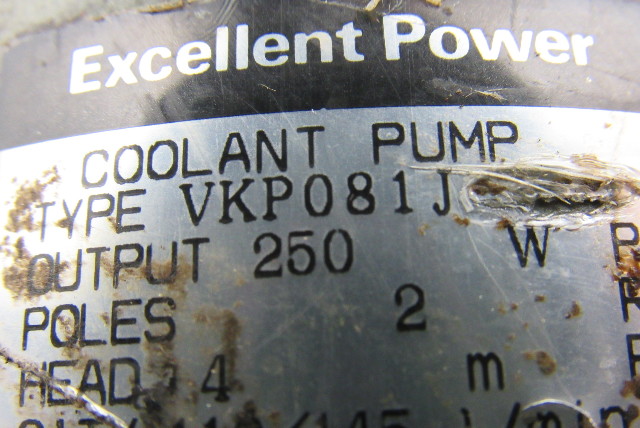 Excellent Power
COOLANT PUMP
TYPE VKP081J
OUTPUT 250 W
POLES 2
HEAD 4 m